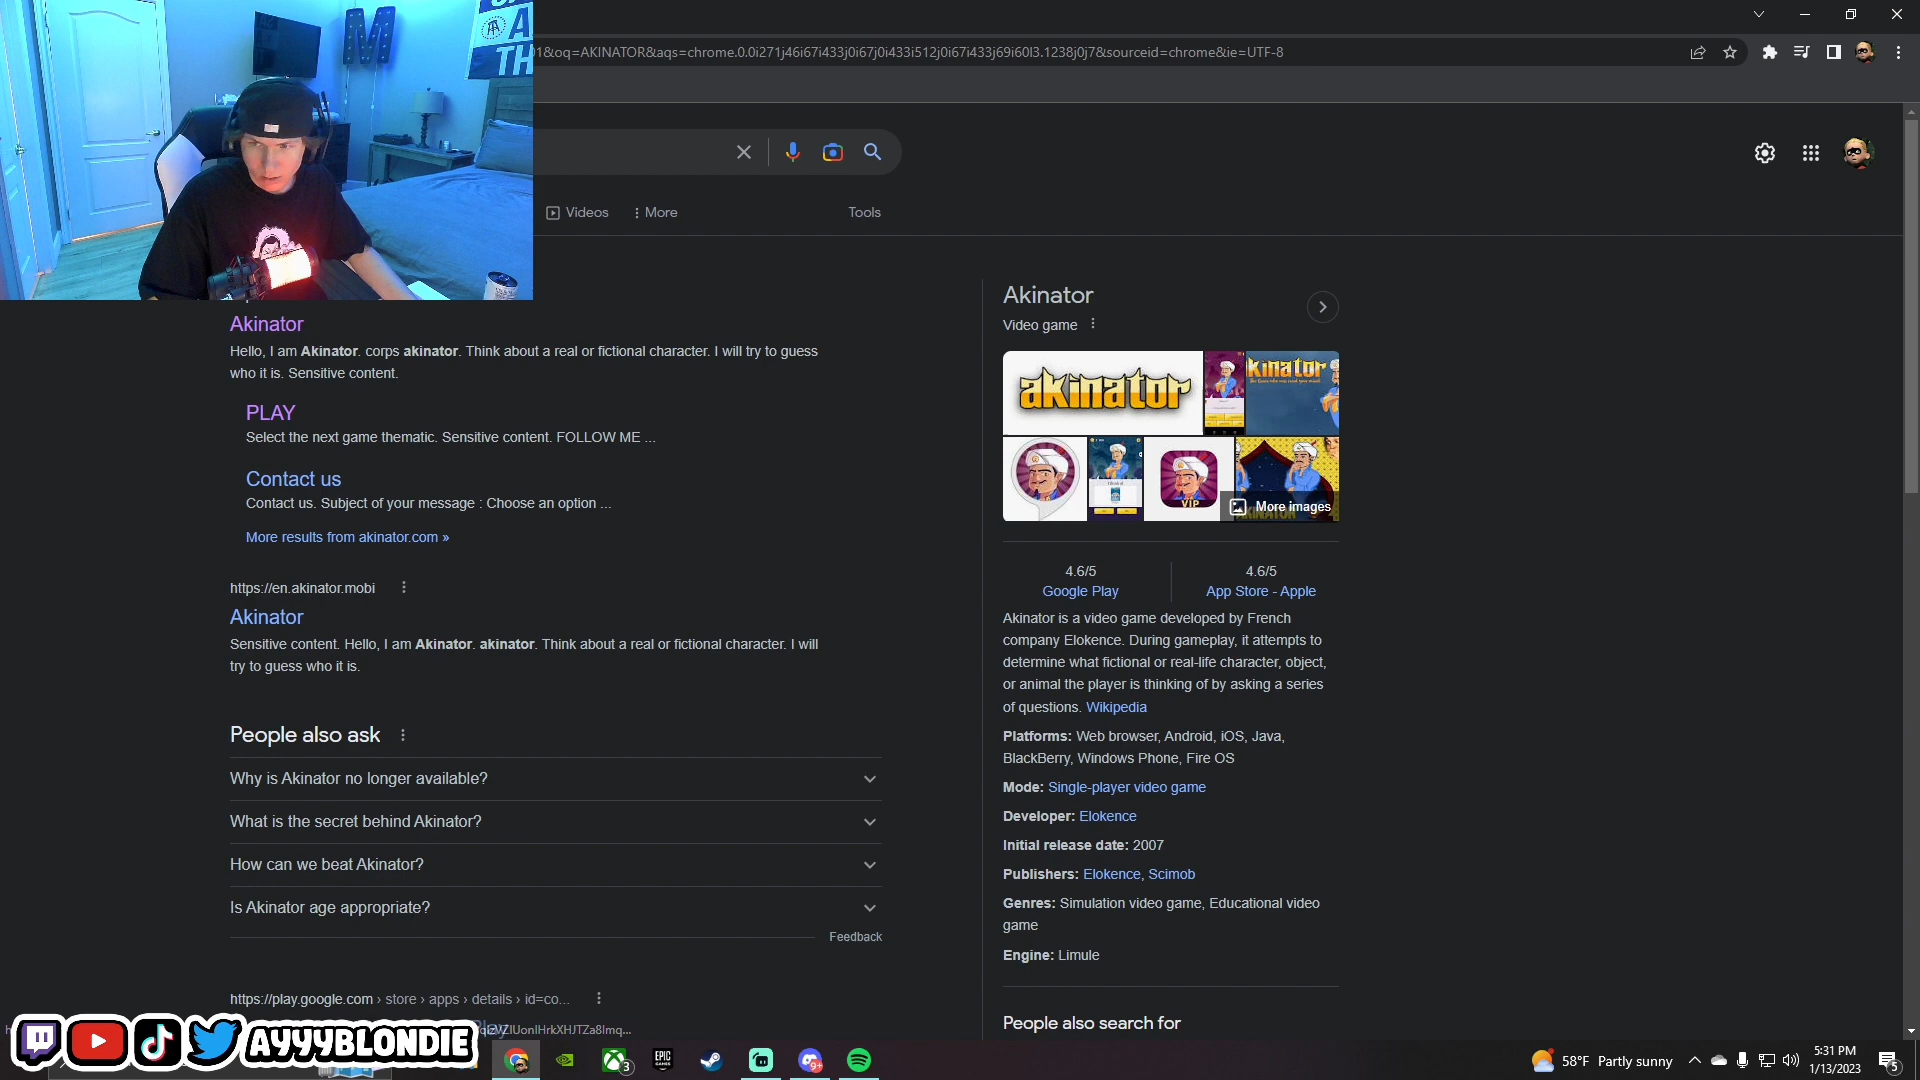 01&oq=AKINATOR&aqs=chrome.0.0i271j46i67i433j0i67j0i433i512j0i67i433j69i60l3.1238j0j7&sourceid=chrome&ie=UTF-8
Videos
More
Tools
Akinator
Hello, I am Akinator. corps akinator. Think about a real or fictional character. I will try to guess
who it is. Sensitive content.
PLAY
Select the next game thematic. Sensitive content. FOLLOW ME ...
Contact us
Contact us. Subject of your message : Choose an option ...
More results from akinator.com »
https://en.akinator.mobi
Akinator
Sensitive content. Hello, I am Akinator. akinator. Think about a real or fictional character. I will
try to guess who it is.
People also ask
Why is Akinator no longer available?
What is the secret behind Akinator?
How can we beat Akinator?
Is Akinator age appropriate?
Feedback
https://play.google.com › store › apps › details › id=co...
Akinator
Video game
akinator
kinator
VIP
More images
4.6/5
Google Play
4.6/5
App Store - Apple
Akinator is a video game developed by French
company Elokence. During gameplay, it attempts to
determine what fictional or real-life character, object,
or animal the player is thinking of by asking a series
of questions. Wikipedia
Platforms: Web browser, Android, iOS, Java,
BlackBerry, Windows Phone, Fire OS
Mode: Single-player video game
Developer: Elokence
Initial release date: 2007
Publishers: Elokence, Scimob
Genres: Simulation video game, Educational video
game
Engine: Limule
People also search for
AYYYBLONDIE
3
EPIC
GAMES
9+
58°F Partly sunny
5:31 PM
1/13/2023
5
M
A
TH